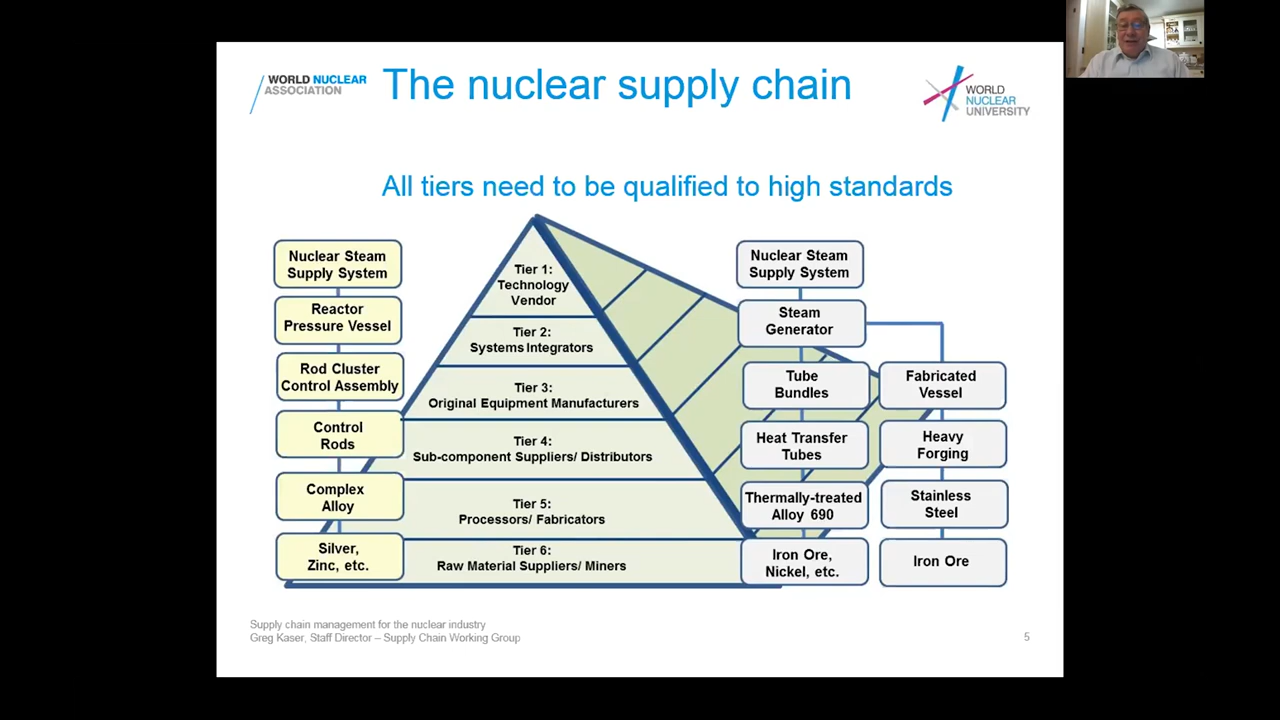 WORLD NUCLEAR
ASSOCIATION
The nuclear supply chain
WORLD
NUCLEAR
UNIVERSITY
All tiers need to be qualified to high standards
Nuclear Steam
Supply System
Reactor
Pressure Vessel
Rod Cluster
Control Assembly
Control
Rods
Complex
Alloy
Silver,
Zinc, etc.
Tier 1:
Technology
Vendor
Tier 2:
Systems Integrators
Tier 3:
Original Equipment Manufacturers
Tier 4:
Sub-component Suppliers/ Distributors
Tier 5:
Processors/ Fabricators
Tier 6:
Raw Material Suppliers/ Miners
Nuclear Steam
Supply System
Steam
Generator
Tube
Bundles
Heat Transfer
Tubes
Thermally-treated
Alloy 690
Iron Ore,
Nickel, etc.
Fabricated
Vessel
Heavy
Forging
Stainless
Steel
Iron Ore
Supply chain management for the nuclear industry
Greg Kaser, Staff Director – Supply Chain Working Group
5